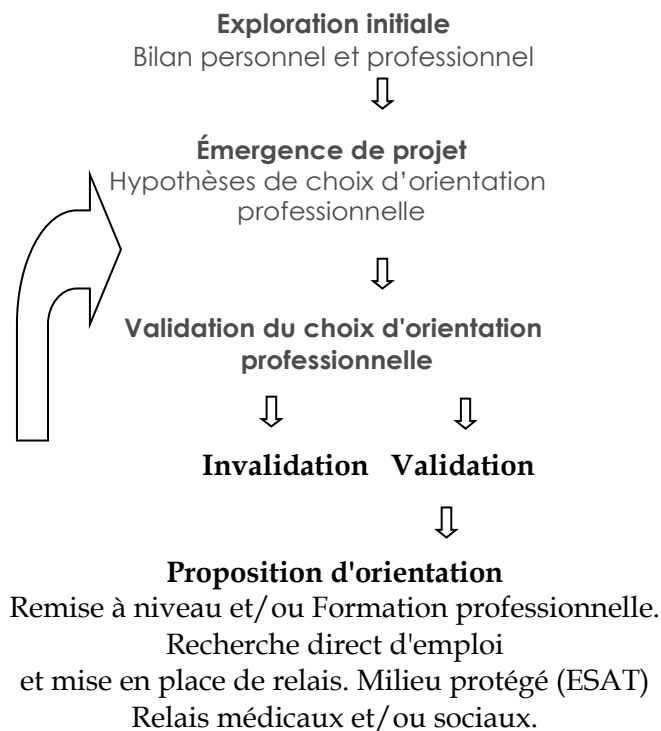 Exploration initiale
Bilan personnel et professionnel
Émergence de projet
Hypothèses de choix d'orientation
professionnelle
Validation du choix d'orientation
professionnelle
Invalidation Validation
Proposition d'orientation
Remise à niveau et/ou Formation professionnelle.
Recherche direct d'emploi
et mise en place de relais. Milieu protégé (ESAT)
Relais médicaux et/ou sociaux.